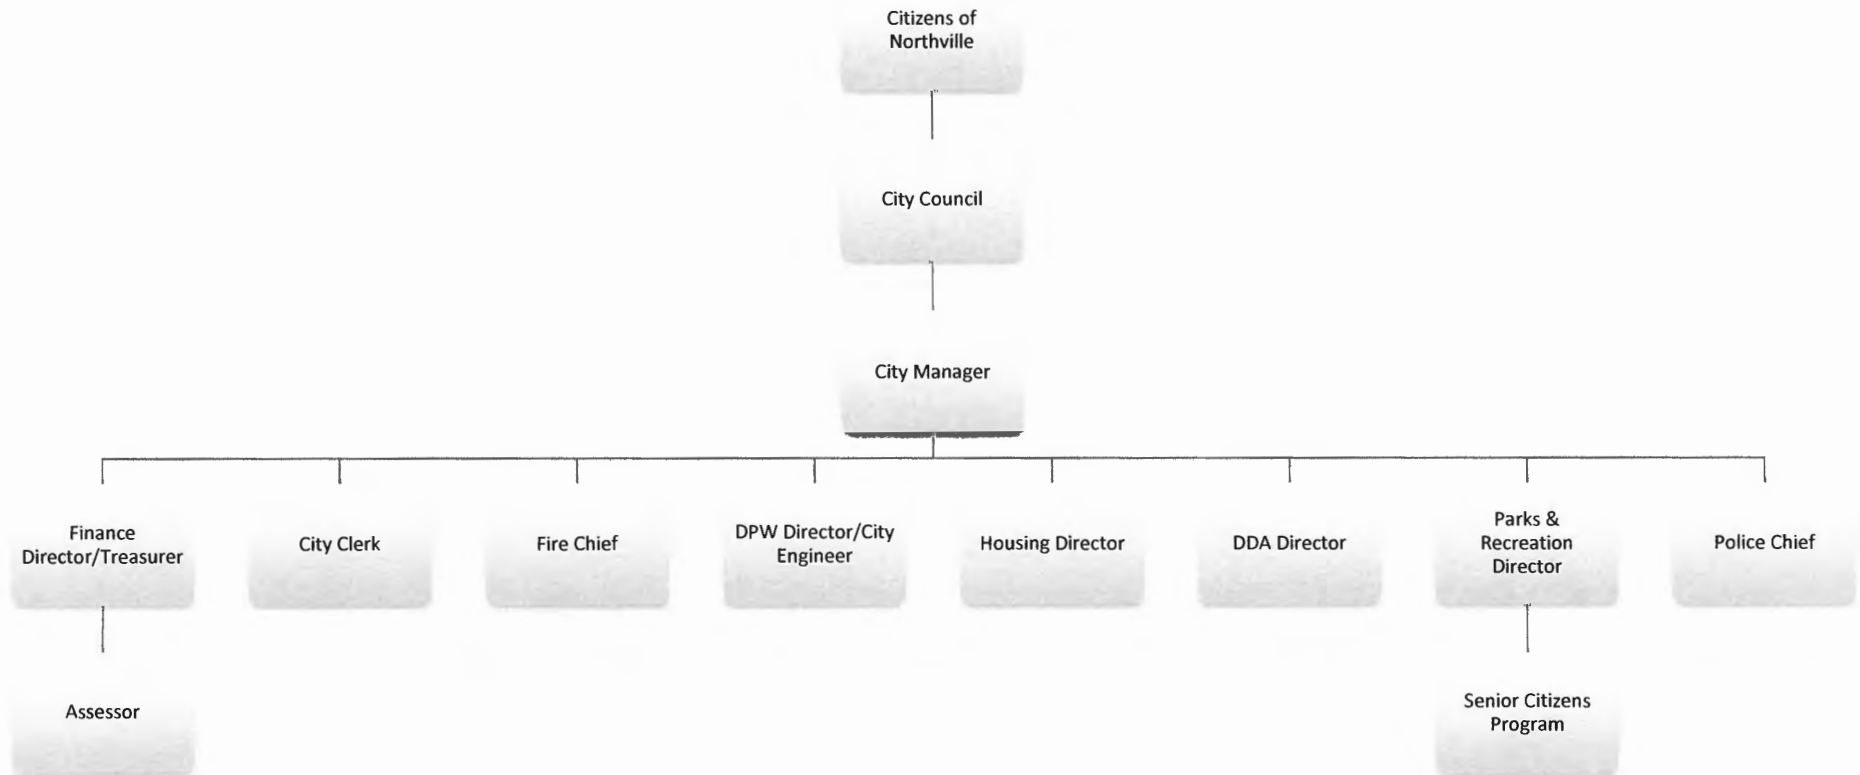 Citizens of
Northville
City Council
City Manager
Finance
Director/Treasurer
City Clerk
Fire Chief
DPW Director/City
Engineer
Housing Director
DDA Director
Parks &
Recreation
Director
Police Chief
Assessor
Senior Citizens
Program